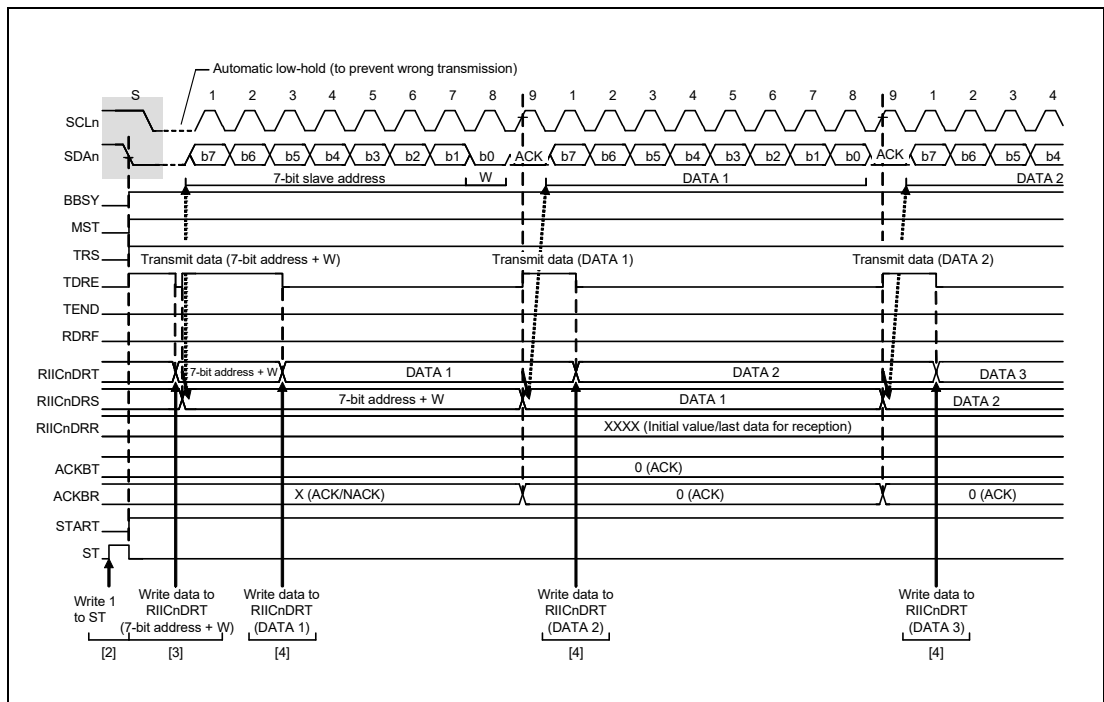 Automatic low-hold (to prevent wrong transmission)
S 1 2 3 4 5 6 7 8 9 1 2 3 4 5 6 7 8 9 1 2 3 4
SCLn
SDAn b7 b6 b5 b4 b3 b2 b1 b0 ACK b7 b6 b5 b4 b3 b2 b1 b0 ACK b7 b6 b5 b4
7-bit slave address W DATA 1 DATA 2
BBSY
MST
TRS
Transmit data (7-bit address + W) Transmit data (DATA 1) Transmit data (DATA 2)
TDRE
TEND
RDRF
RIICnDRT 7-bit address + W DATA 1 DATA 2 DATA 3
RIICnDRS 7-bit address + W DATA 1 DATA 2
RIICnDRR XXXX (Initial value/last data for reception)
ACKBT 0 (ACK)
ACKBR X (ACK/NACK) 0 (ACK) 0 (ACK)
START
ST
Write 1
to ST
[2]
Write data to
RIICnDRT
(7-bit address + W)
[3]
Write data to
RIICnDRT
(DATA 1)
[4]
Write data to
RIICnDRT
(DATA 2)
[4]
Write data to
RIICnDRT
(DATA 3)
[4]